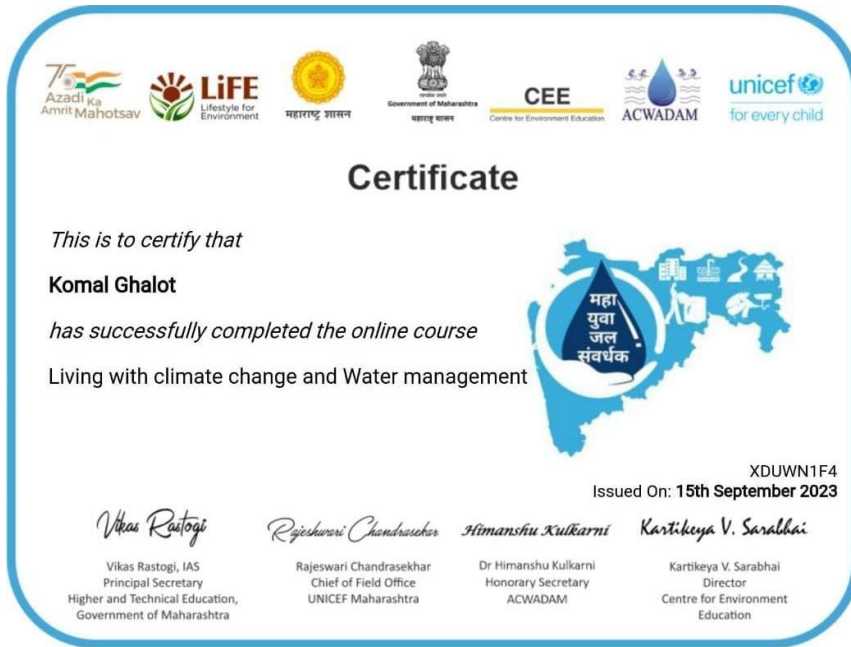 75
Azadi Ka
Amrit Mahotsav
LiFE
Lifestyle for
Environment
महाराष्ट्र शासन
Government of Maharashtra
महाराष्ट्र शासन
CEE
Centre for Environment Education
ACWADAM
unicef
for every child
Certificate
This is to certify that
Komal Ghalot
has successfully completed the online course
Living with climate change and Water management
महा
युवा
जल
संवर्धक
XDUWN1F4
Issued On: 15th September 2023
Vikas Rastogi
Rajeshwari Chandrasekar
Himanshu Kulkarni
Kartikeya V. Sarabhai
Vikas Rastogi, IAS
Principal Secretary
Higher and Technical Education,
Government of Maharashtra
Rajeswari Chandrasekhar
Chief of Field Office
UNICEF Maharashtra
Dr Himanshu Kulkarni
Honorary Secretary
ACWADAM
Kartikeya V. Sarabhai
Director
Centre for Environment
Education